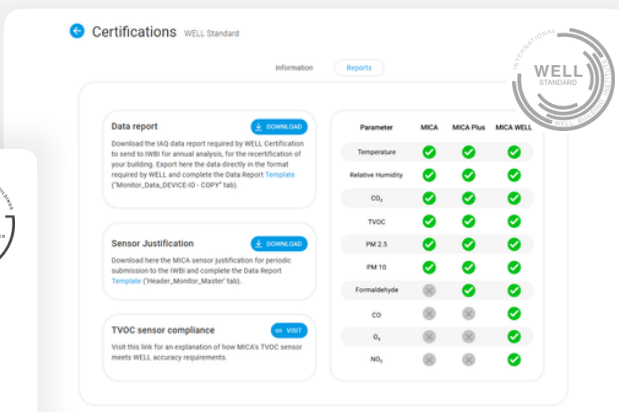 Certifications WELL Standard
Information Reports
INTERNATIONAL
WELL
STANDARD
WELL BUILDING INSTITUTE
Data report
DOWNLOAD
Download the IAQ data report required by WELL Certification
to send to IWBI for annual analysis, for the recertification of
your building. Export here the data directly in the format
required by WELL and complete the Data Report Template
("Monitor_Data_DEVICE-ID - COPY" tab).
Sensor Justification
DOWNLOAD
Download here the MICA sensor justification for periodic
submission to the IWBI and complete the Data Report
Template ('Header_Monitor_Master' tab).
TVOC sensor compliance
VISIT
Visit this link for an explanation of how MICA's TVOC sensor
meets WELL accuracy requirements.
Parameter MICA MICA Plus MICA WELL
Temperature
Relative Humidity
CO₂
TVOC
PM 2.5
PM 10
Formaldehyde
CO
O₃
NO₂